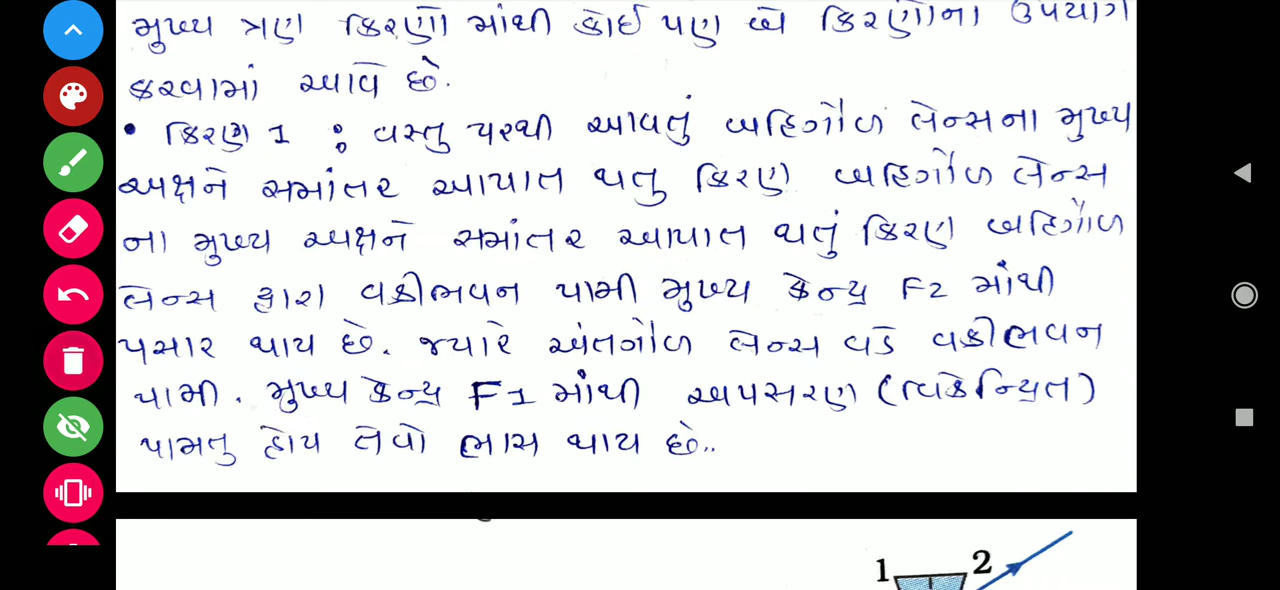 મુખ્ય ત્રણ કિરણો માંથી કોઈ પણ બે કિરણોના ઉપયોગ
કરવામાં આવે છે.
• કિરણ 1 : વસ્તુ પરથી આવતું બહિર્ગોળ લેન્સના મુખ્ય
અક્ષને સમાંતર આપાત થતુ કિરણ બહિર્ગોળ લેન્સ
ના મુખ્ય અક્ષને સમાંતર આપાત થતું કિરણ બહિર્ગોળ
લેન્સ દ્વારા વક્રીભવન પામી મુખ્ય કેન્દ્ર F2 માંથી
પસાર થાય છે. જ્યારે અંતર્ગોળ લેન્સ વડે વક્રીભવન
પામી. મુખ્ય કેન્દ્ર F1 માંથી અપસરણ (વિકેન્દ્રિત)
પામતુ હોય તેવો ભાસ થાય છે..
1 2